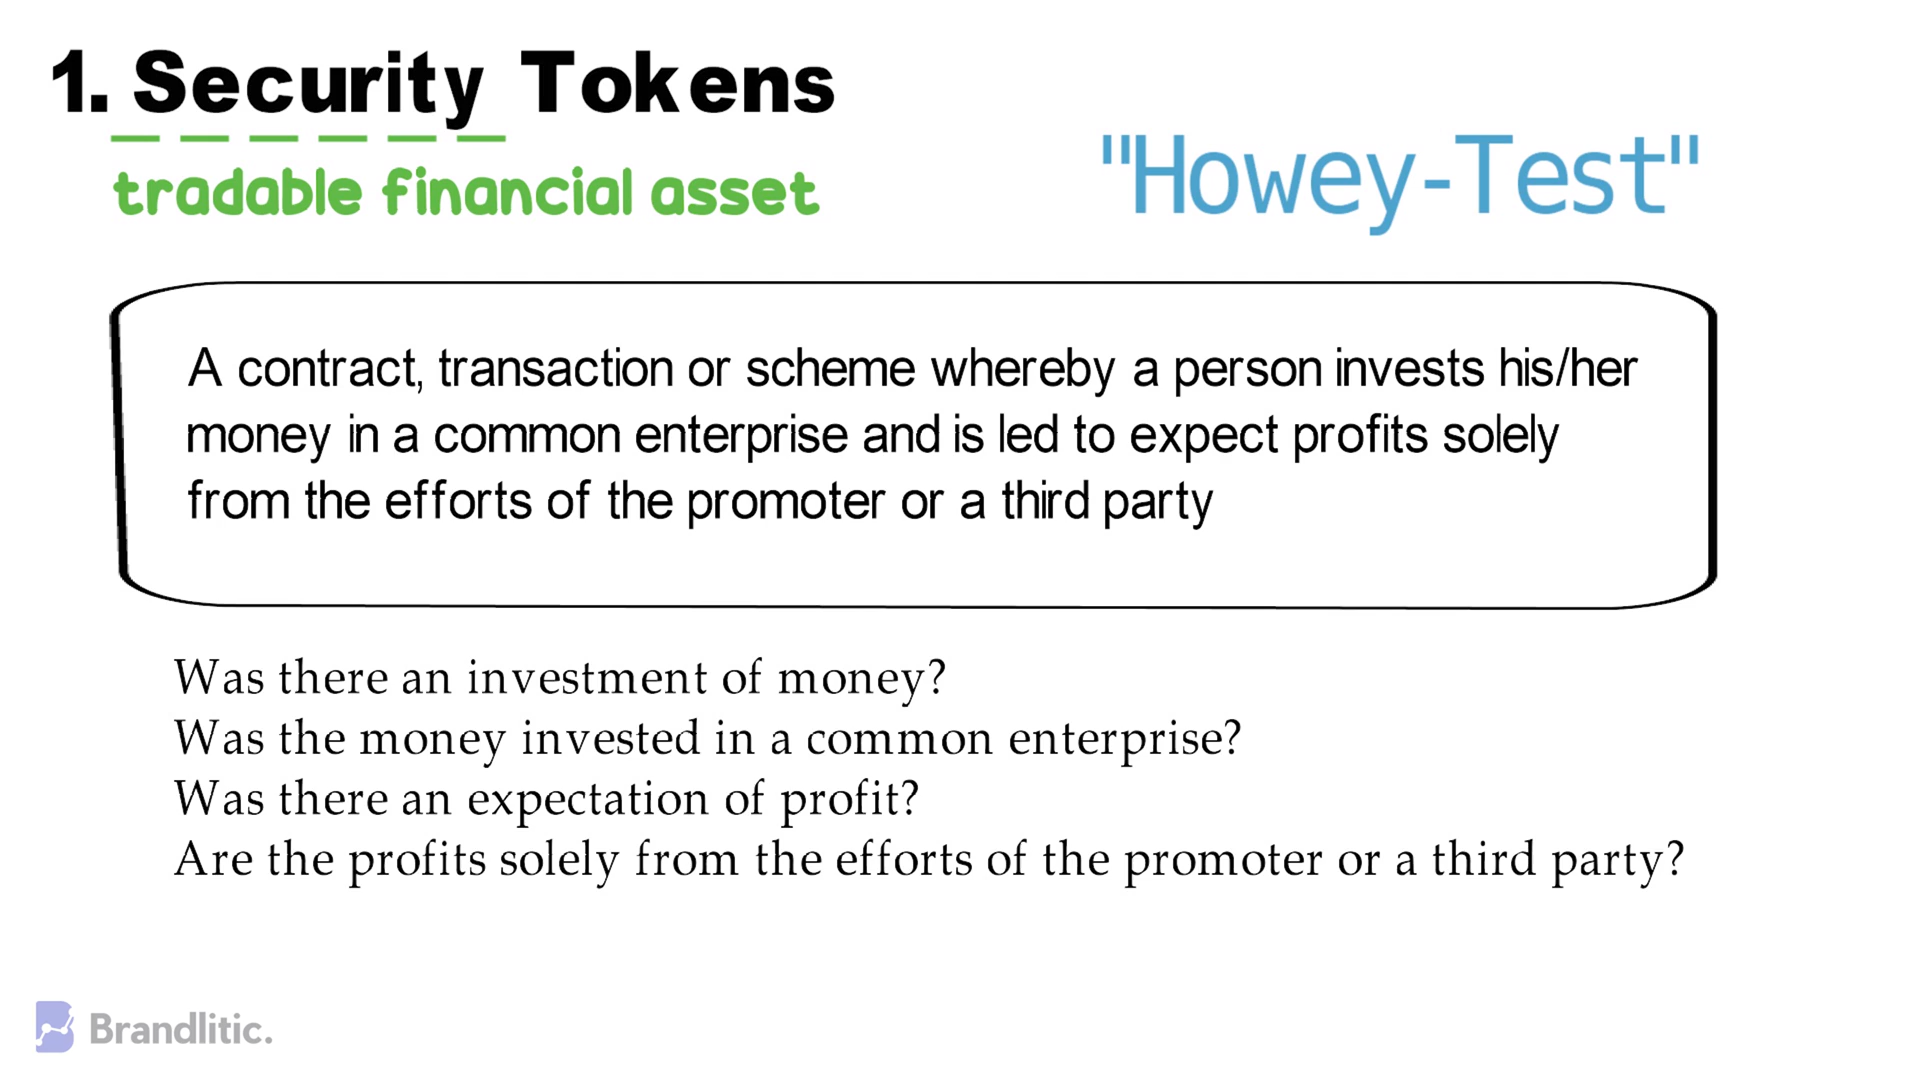 1. Security Tokens
tradable financial asset
"Howey-Test"
A contract, transaction or scheme whereby a person invests his/her
money in a common enterprise and is led to expect profits solely
from the efforts of the promoter or a third party
Was there an investment of money?
Was the money invested in a common enterprise?
Was there an expectation of profit?
Are the profits solely from the efforts of the promoter or a third party?
Brandlitic.